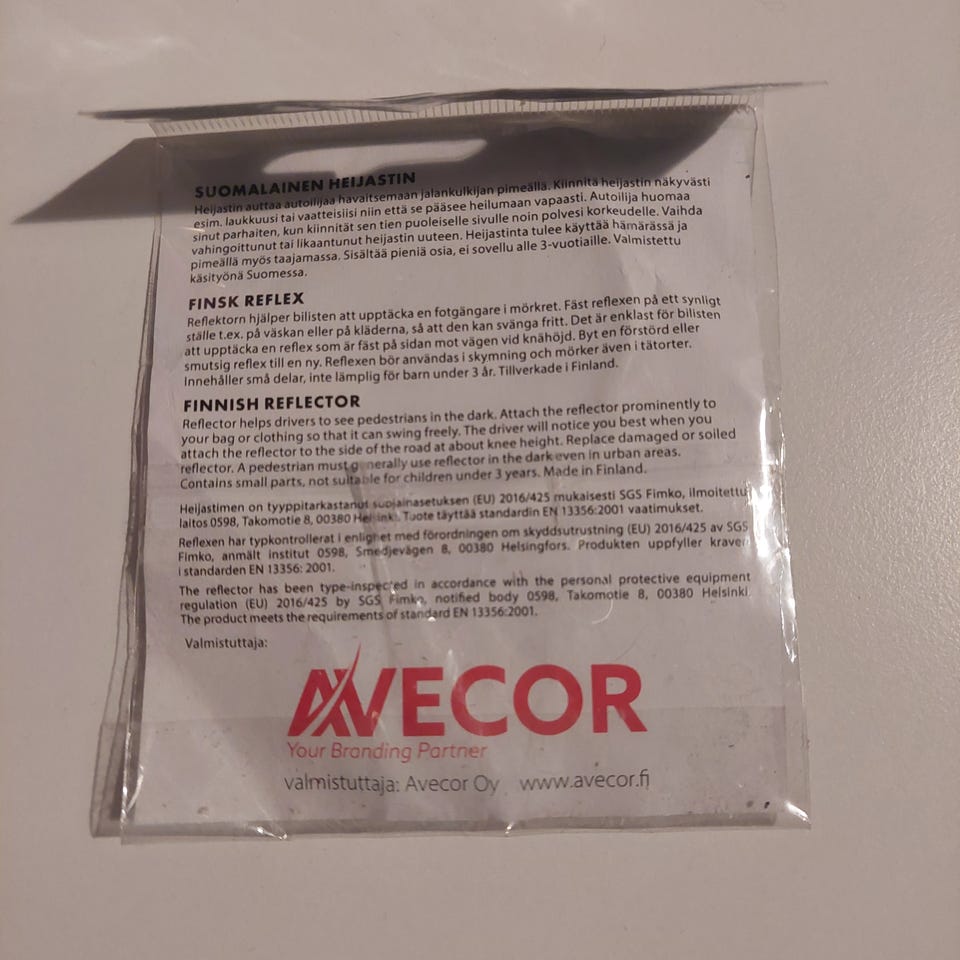 SUOMALAINEN HEIJASTIN
Heijastin auttaa autoilijaa havaitsemaan jalankulkijan pimeällä. Kiinnitä heijastin näkyvästi
esim. laukkuusi tai vaatteisiisi niin että se pääsee heilumaan vapaasti. Autoilija huomaa
sinut parhaiten, kun kiinnität sen tien puoleiselle sivulle noin polvesi korkeudelle. Vaihda
vahingoittunut tai likaantunut heijastin uuteen. Heijastinta tulee käyttää hämärässä ja
pimeällä myös taajamassa. Sisältää pieniä osia, ei sovellu alle 3-vuotiaille. Valmistettu
käsityönä Suomessa.
FINSK REFLEX
Reflektorn hjälper bilisten att upptäcka en fotgängare i mörkret. Fäst reflexen på ett synligt
ställe t.ex. på väskan eller på kläderna, så att den kan svänga fritt. Det är enklast för bilisten
att upptäcka en reflex som är fäst på sidan mot vägen vid knähöjd. Byt en förstörd eller
smutsig reflex till en ny. Reflexen bör användas i skymning och mörker även i tätorter.
Innehåller små delar, inte lämplig för barn under 3 år. Tillverkade i Finland.
FINNISH REFLECTOR
Reflector helps drivers to see pedestrians in the dark. Attach the reflector prominently to
your bag or clothing so that it can swing freely. The driver will notice you best when you
attach the reflector to the side of the road at about knee height. Replace damaged or soiled
reflector. A pedestrian must generally use reflector in the dark even in urban areas.
Contains small parts, not suitable for children under 3 years. Made in Finland.
Heijastimen on tyyppitarkastanut suojainasetuksen (EU) 2016/425 mukaisesti SGS Fimko, ilmoitettu
laitos 0598, Takomotie 8, 00380 Helsinki. Tuote täyttää standardin EN 13356:2001 vaatimukset.
Reflexen har typkontrollerat i enlighet med förordningen om skyddsutrustning (EU) 2016/425 av SGS
Fimko, anmält institut 0598, Smedjevägen 8, 00380 Helsingfors. Produkten uppfyller kraven
i standarden EN 13356: 2001.
The reflector has been type-inspected in accordance with the personal protective equipment
regulation (EU) 2016/425 by SGS Fimko, notified body 0598, Takomotie 8, 00380 Helsinki.
The product meets the requirements of standard EN 13356:2001.
Valmistuttaja:
AVECOR
Your Branding Partner
valmistuttaja: Avecor Oy www.avecor.fi